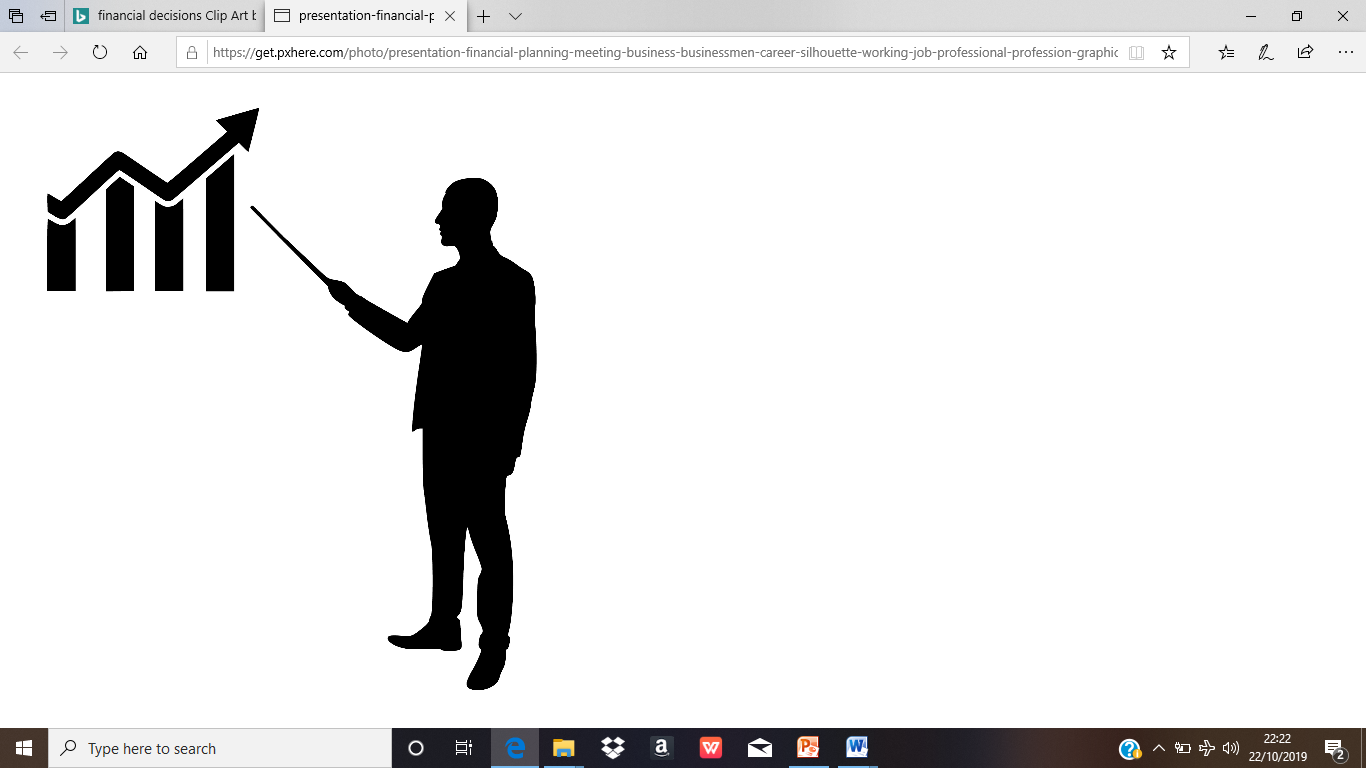 financial decisions Clip Art b
presentation-financial-p
https://get.pxhere.com/photo/presentation-financial-planning-meeting-business-businessmen-career-silhouette-working-job-professional-profession-graphic
Type here to search
22:22
22/10/2019
2